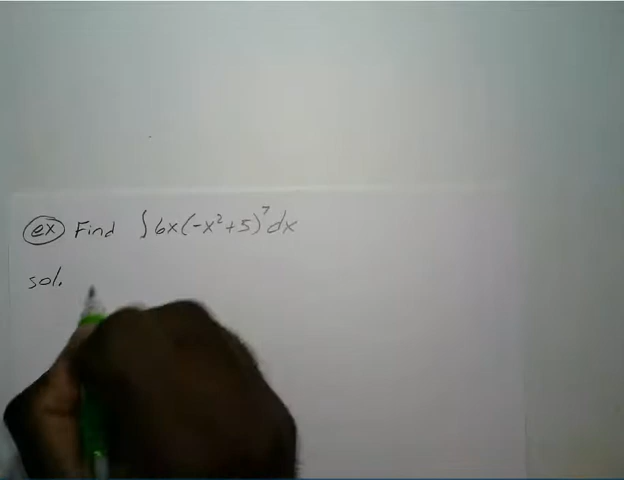 ex Find ∫6x(-x²+5)⁷dx
sol.